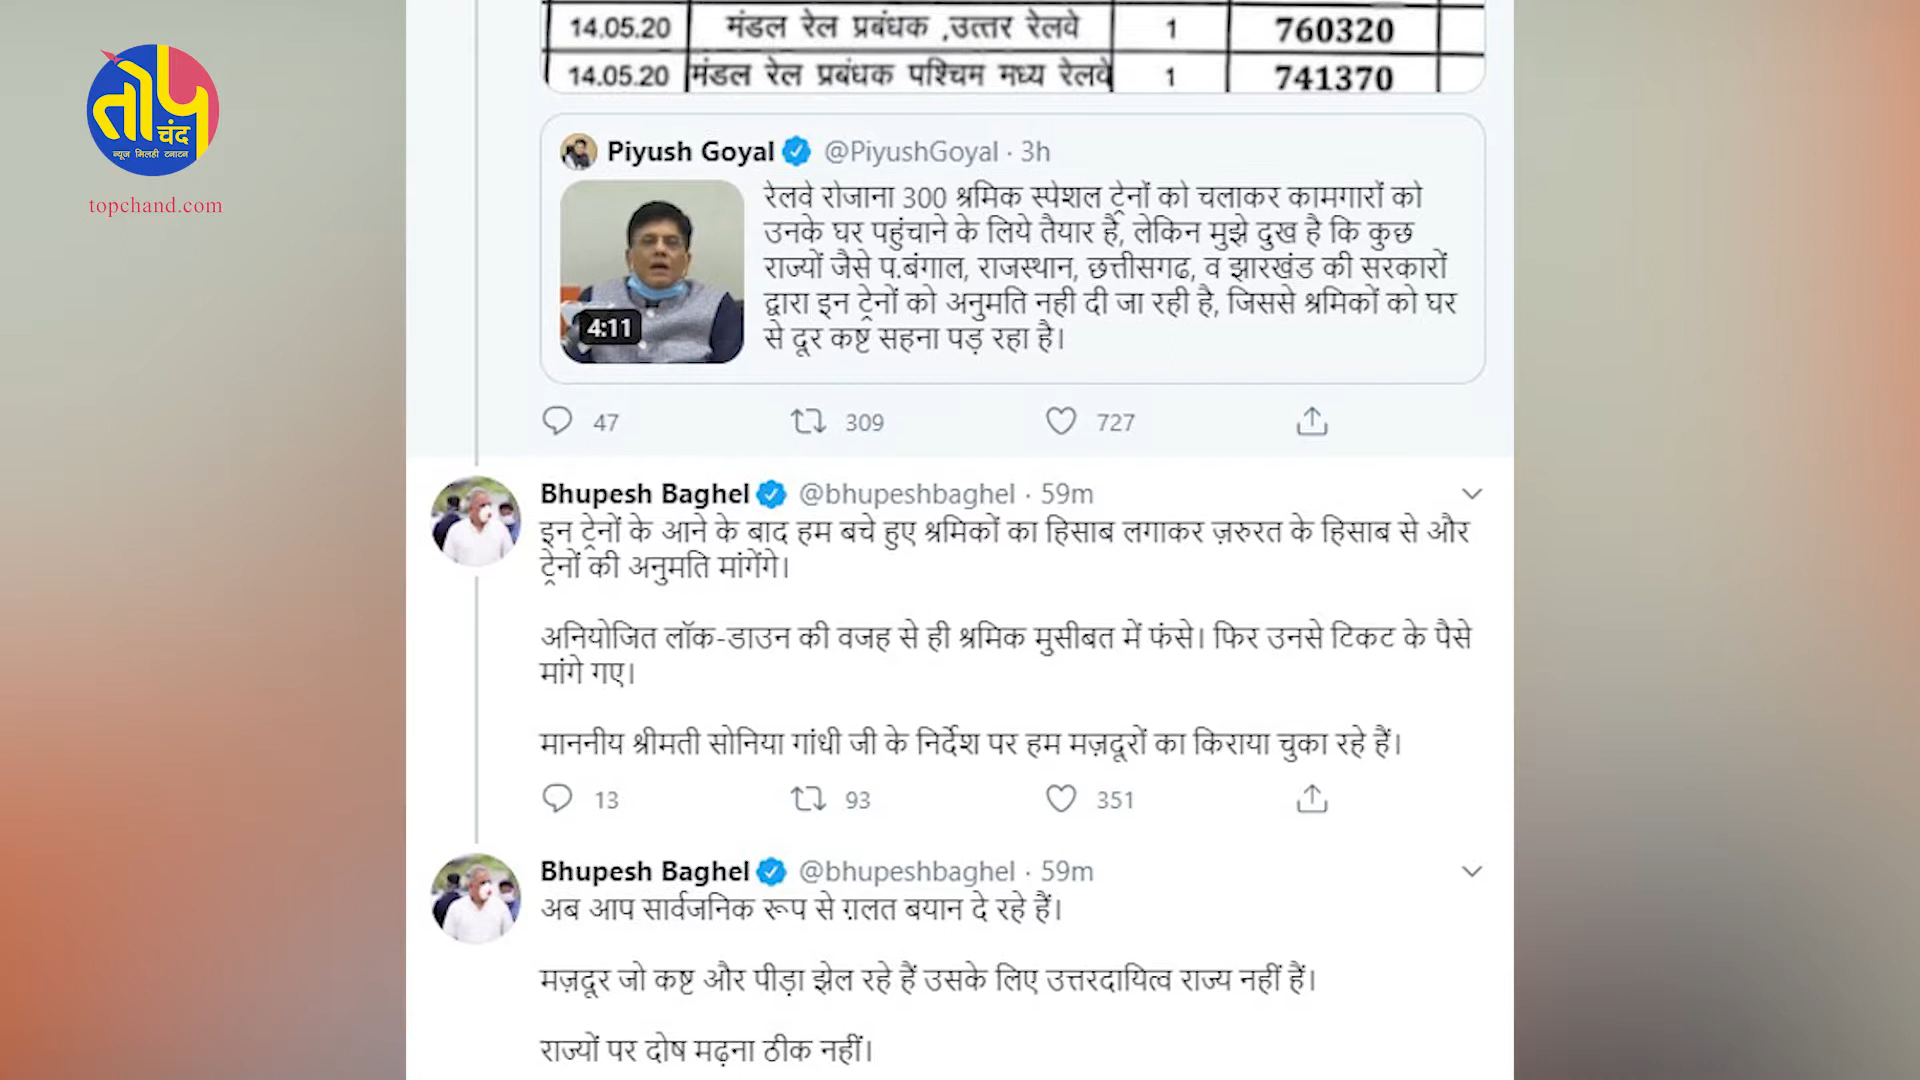 तोप
चंद
न्यूज मिलही टनाटन
topchand.com
14.05.20 मंडल रेल प्रबंधक ,उत्तर रेलवे 1 760320
14.05.20 मंडल रेल प्रबंधक पश्चिम मध्य रेलवे 1 741370
Piyush Goyal @PiyushGoyal · 3h
रेलवे रोजाना 300 श्रमिक स्पेशल ट्रेनों को चलाकर कामगारों को
उनके घर पहुंचाने के लिये तैयार है, लेकिन मुझे दुख है कि कुछ
राज्यों जैसे प.बंगाल, राजस्थान, छत्तीसगढ, व झारखंड की सरकारों
द्वारा इन ट्रेनों को अनुमति नही दी जा रही है, जिससे श्रमिकों को घर
से दूर कष्ट सहना पड़ रहा है।
4:11
47 309 727
Bhupesh Baghel @bhupeshbaghel · 59m
इन ट्रेनों के आने के बाद हम बचे हुए श्रमिकों का हिसाब लगाकर ज़रुरत के हिसाब से और
ट्रेनों की अनुमति मांगेंगे।
अनियोजित लॉक-डाउन की वजह से ही श्रमिक मुसीबत में फंसे। फिर उनसे टिकट के पैसे
मांगे गए।
माननीय श्रीमती सोनिया गांधी जी के निर्देश पर हम मज़दूरों का किराया चुका रहे हैं।
13 93 351
Bhupesh Baghel @bhupeshbaghel · 59m
अब आप सार्वजनिक रूप से ग़लत बयान दे रहे हैं।
मज़दूर जो कष्ट और पीड़ा झेल रहे हैं उसके लिए उत्तरदायित्व राज्य नहीं हैं।
राज्यों पर दोष मढ़ना ठीक नहीं।